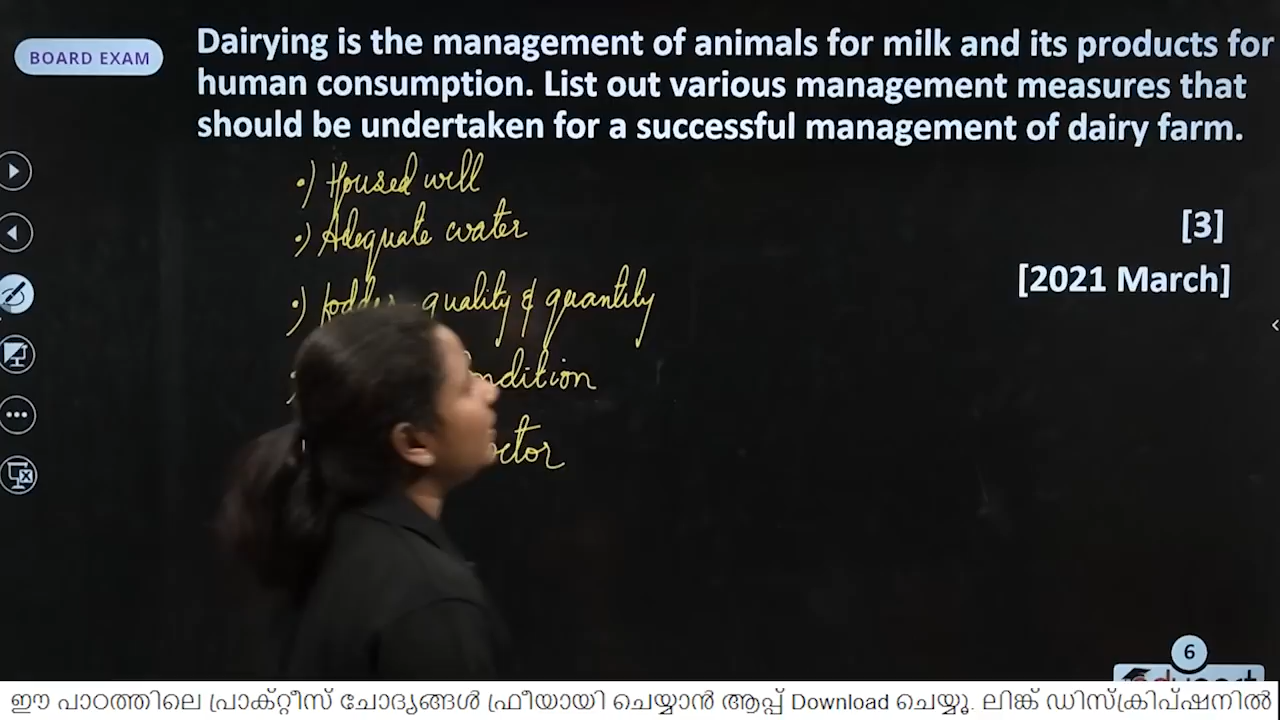 BOARD EXAM
Dairying is the management of animals for milk and its products for
human consumption. List out various management measures that
should be undertaken for a successful management of dairy farm.
•) Housed well
•) Adequate water
[3]
[2021 March]
•) fodder quality & quantity
6
ഈ പാഠത്തിലെ പ്രാക്റ്റീസ് ചോദ്യങ്ങൾ ഫ്രീയായി ചെയ്യാൻ ആപ്പ് Download ചെയ്യൂ. ലിങ്ക് ഡിസ്ക്രിപ്ഷനിൽ